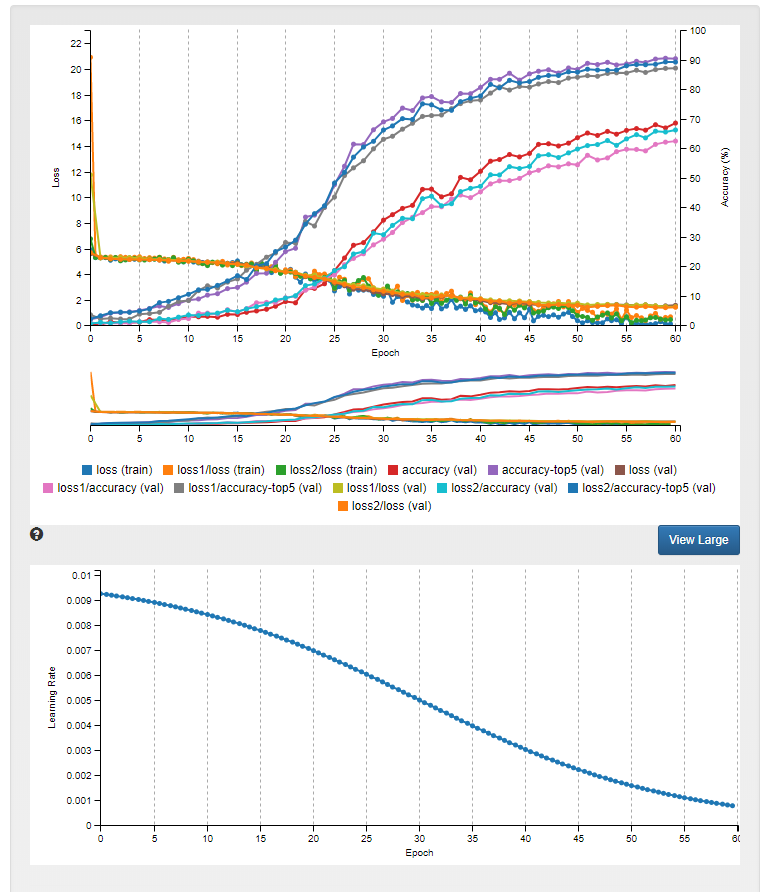 100
22
90
20
80
18
70
16
14
60
12
50
10
40
8
30
6
20
4
10
2
0
0
Loss
Accuracy (%)
0 5 10 15 20 25 30 35 40 45 50 55 60
Epoch
0 5 10 15 20 25 30 35 40 45 50 55 60
loss (train) loss1/loss (train) loss2/loss (train) accuracy (val) accuracy-top5 (val) loss (val)
loss1/accuracy (val) loss1/accuracy-top5 (val) loss1/loss (val) loss2/accuracy (val) loss2/accuracy-top5 (val)
loss2/loss (val)
?
View Large
0.01
0.009
0.008
0.007
0.006
0.005
0.004
0.003
0.002
0.001
0
Learning Rate
0 5 10 15 20 25 30 35 40 45 50 55 60
Epoch